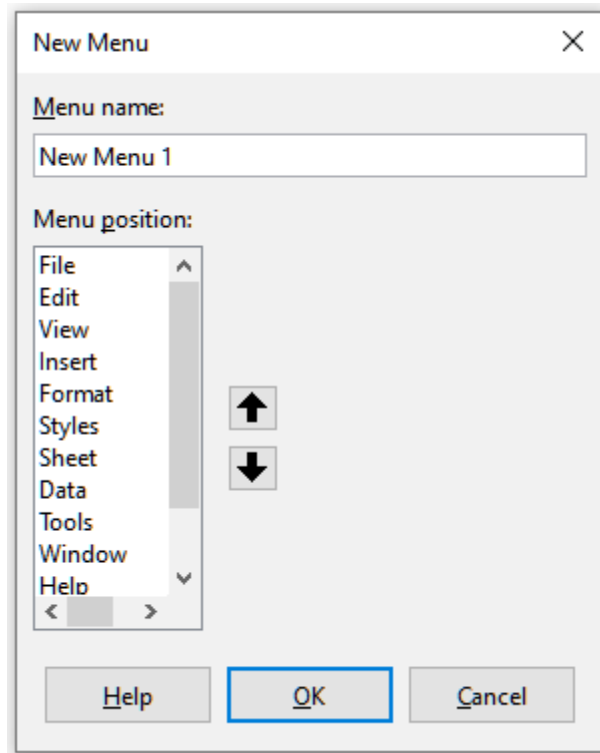 New Menu
Menu name:
New Menu 1
Menu position:
File
Edit
View
Insert
Format
Styles
Sheet
Data
Tools
Window
Help
Help
OK
Cancel